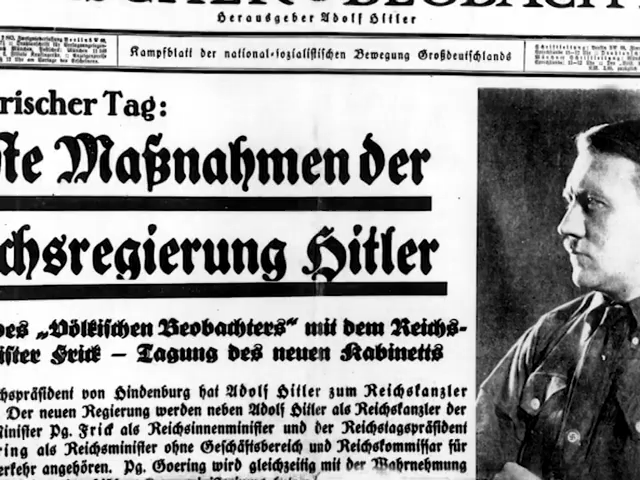 BEOBACHT
Herausgeber Adolf Hitler
Kampfblatt der national-sozialistischen Bewegung Großdeutschlands
rischer Tag:
ste Maßnahmen der
chsregierung Hitler
des „Völkischen Beobachters“ mit dem Reichs-
ister Frick — Tagung des neuen Kabinetts
chspräsident von Hindenburg hat Adolf Hitler zum Reichskanzler
Der neuen Regierung werden neben Adolf Hitler als Reichskanzler der
Minister Pg. Frick als Reichsinnenminister und der Reichstagspräsident
ring als Reichsminister ohne Geschäftsbereich und Reichskommissar für
erkehr angehören. Pg. Goering wird gleichzeitig mit der Wahrnehmung